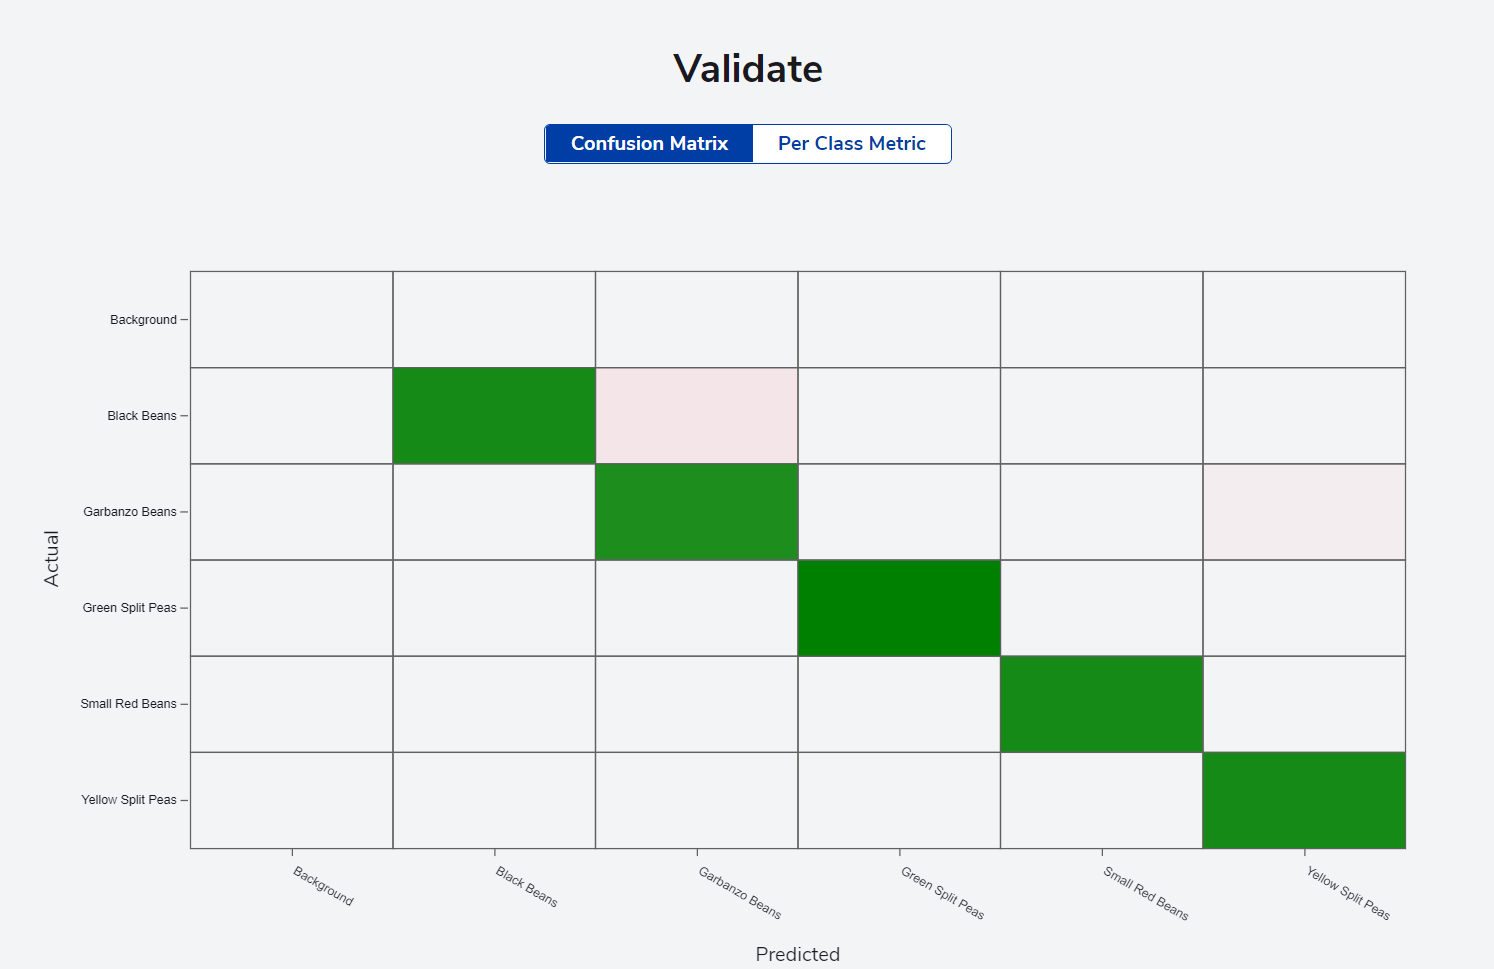 Validate
Confusion Matrix
Per Class Metric
Background
Black Beans
Garbanzo Beans
Actual
Green Split Peas
Small Red Beans
Yellow Split Peas
Background
Black Beans
Garbanzo Beans
Green Split Peas
Small Red Beans
Yellow Split Peas
Predicted